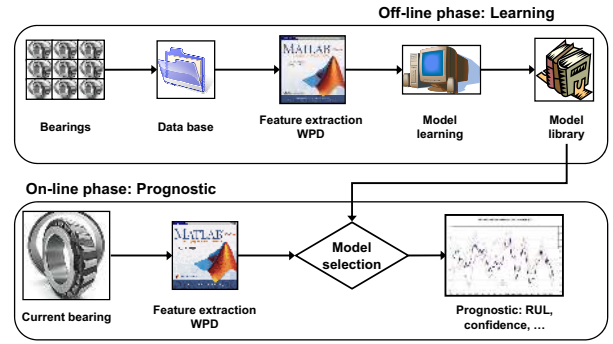 Off-line phase: Learning
MATLAB
Bearings
Data base
Feature extraction
WPD
Model
learning
Model
library
On-line phase: Prognostic
MATLAB
Model
selection
Current bearing
Feature extraction
WPD
Prognostic: RUL,
confidence, ...